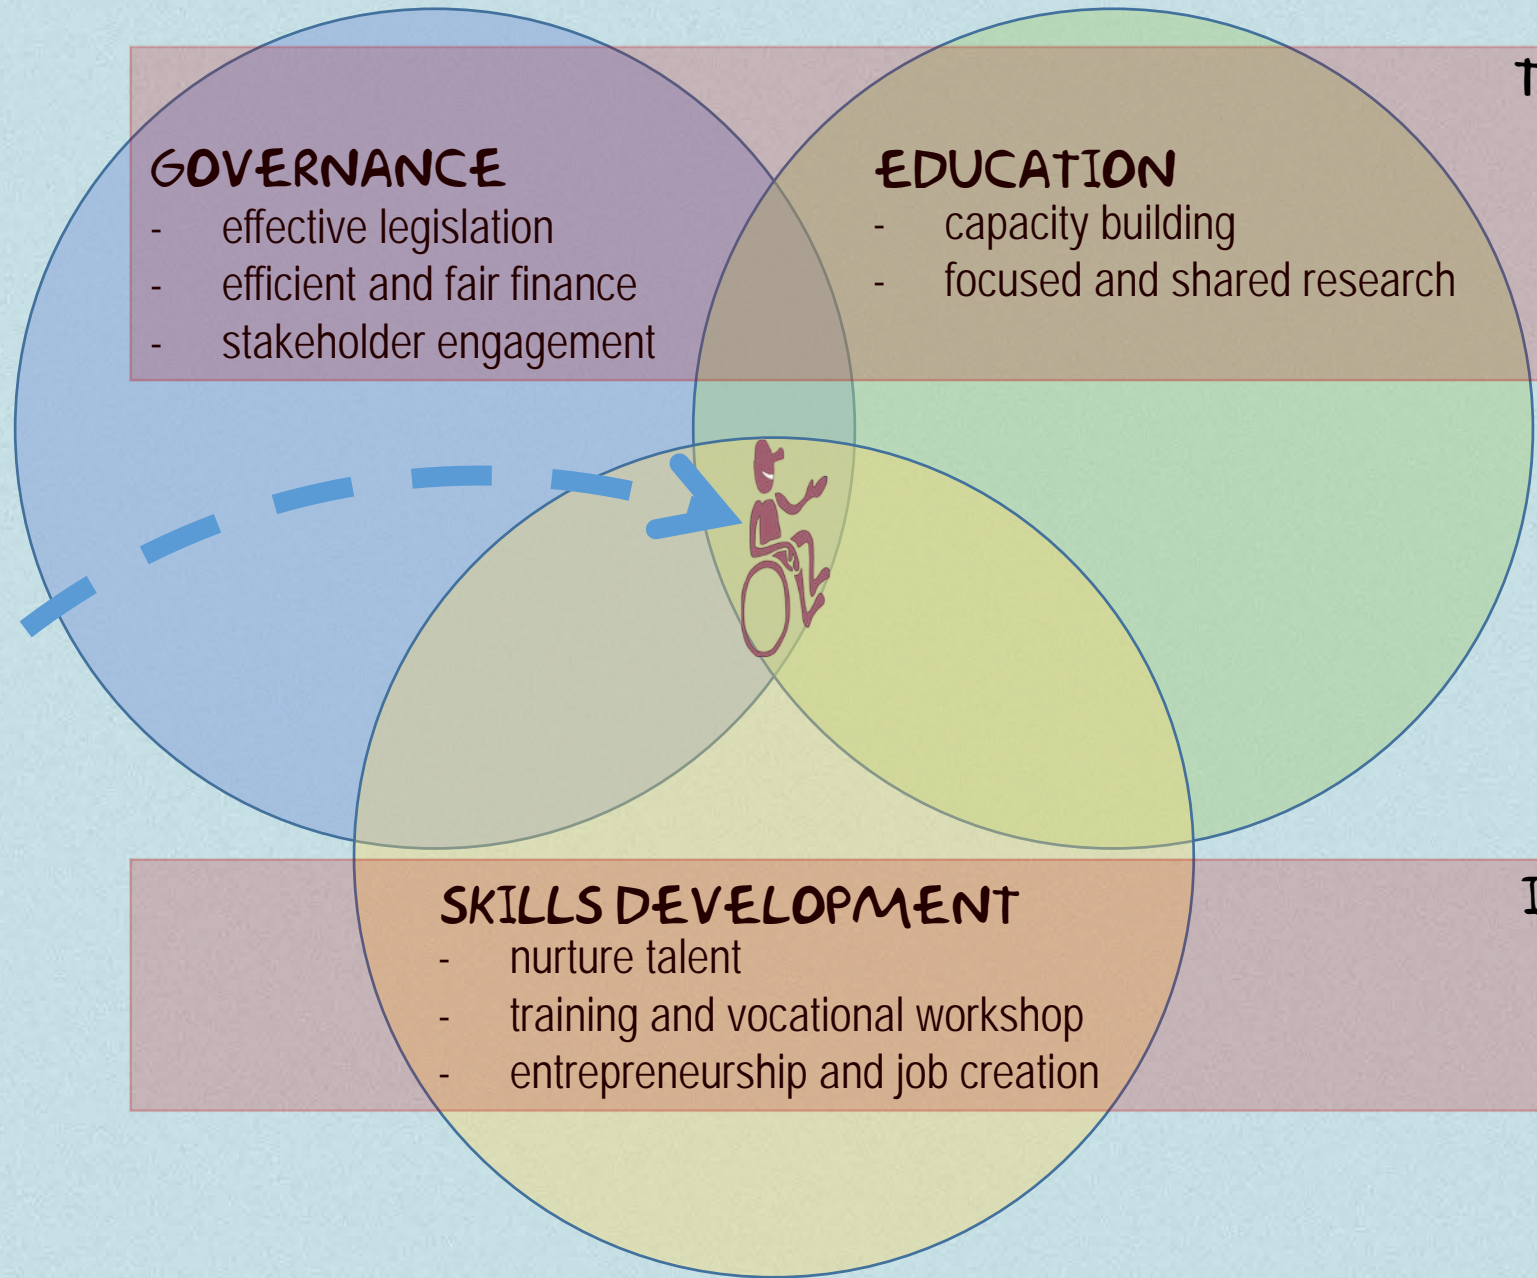 GOVERNANCE
- effective legislation
- efficient and fair finance
- stakeholder engagement
EDUCATION
- capacity building
- focused and shared research
SKILLS DEVELOPMENT
- nurture talent
- training and vocational workshop
- entrepreneurship and job creation